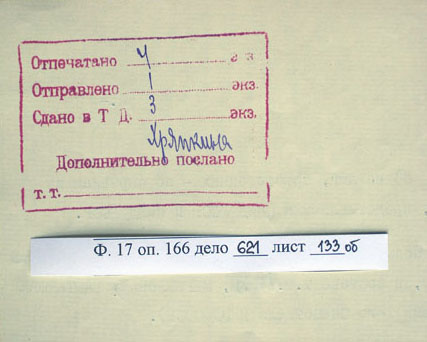 Отпечатано 4 экз
Отправлено 1 экз.
Сдано в Т Д. 3 экз.
Хряпкина
Дополнительно послано
т. т.
Ф. 17 оп. 166 дело 621 лист 133 об